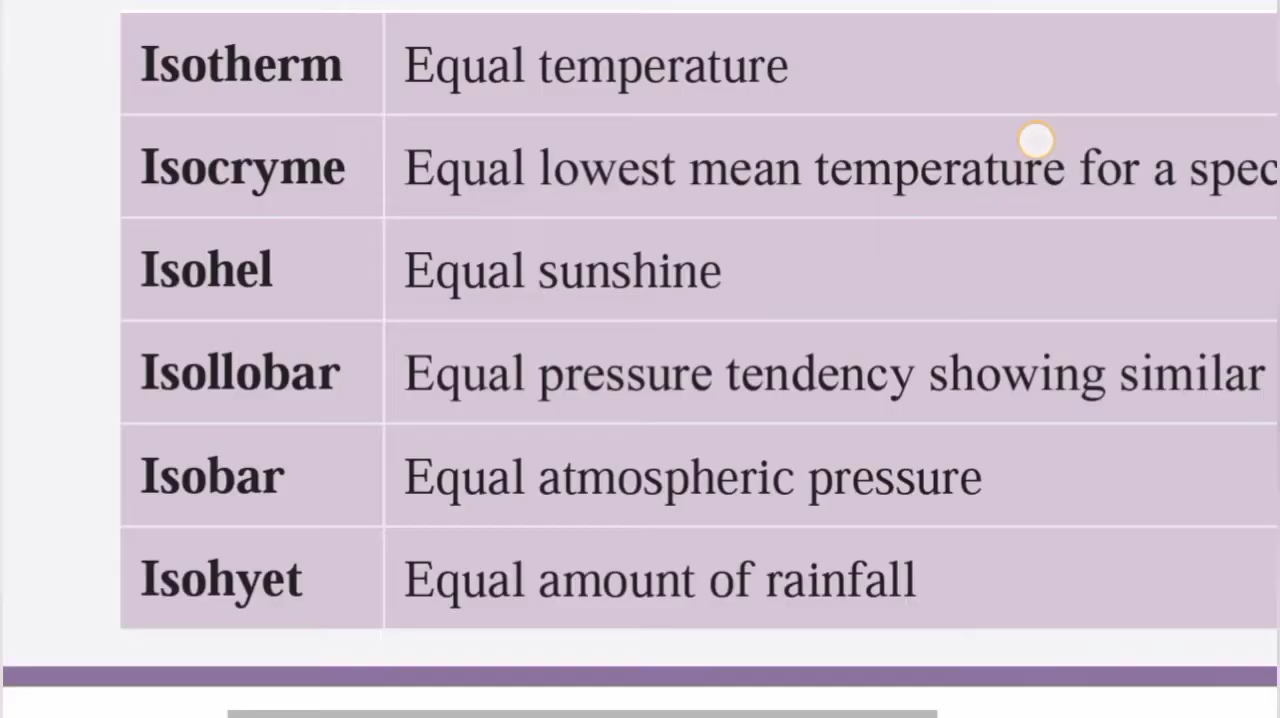 Isotherm Equal temperature
Isocryme Equal lowest mean temperature for a spec
Isohel Equal sunshine
Isollobar Equal pressure tendency showing similar
Isobar Equal atmospheric pressure
Isohyet Equal amount of rainfall